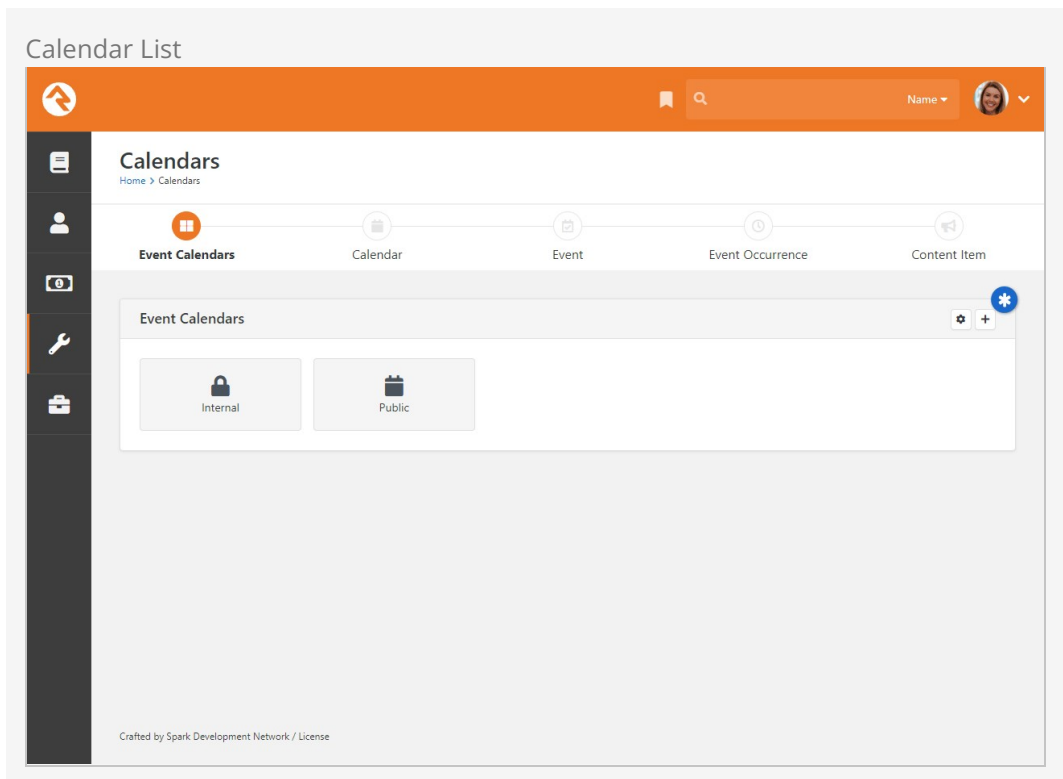 Calendar List
Name
Calendars
Home > Calendars
Event Calendars
Calendar
Event
Event Occurrence
Content Item
Event Calendars
Internal
Public
Crafted by Spark Development Network / License